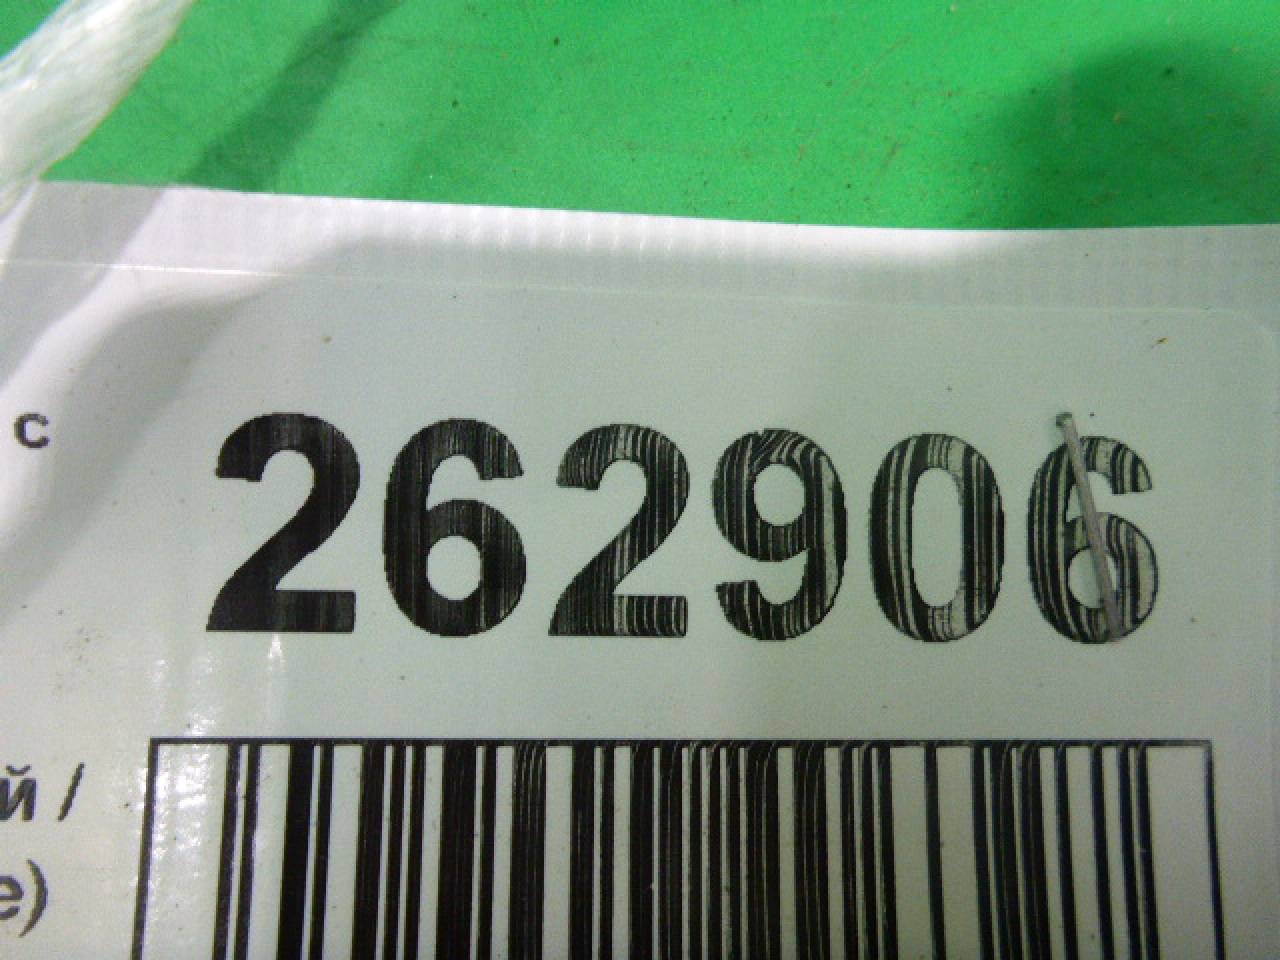 с 262906
й /
е)